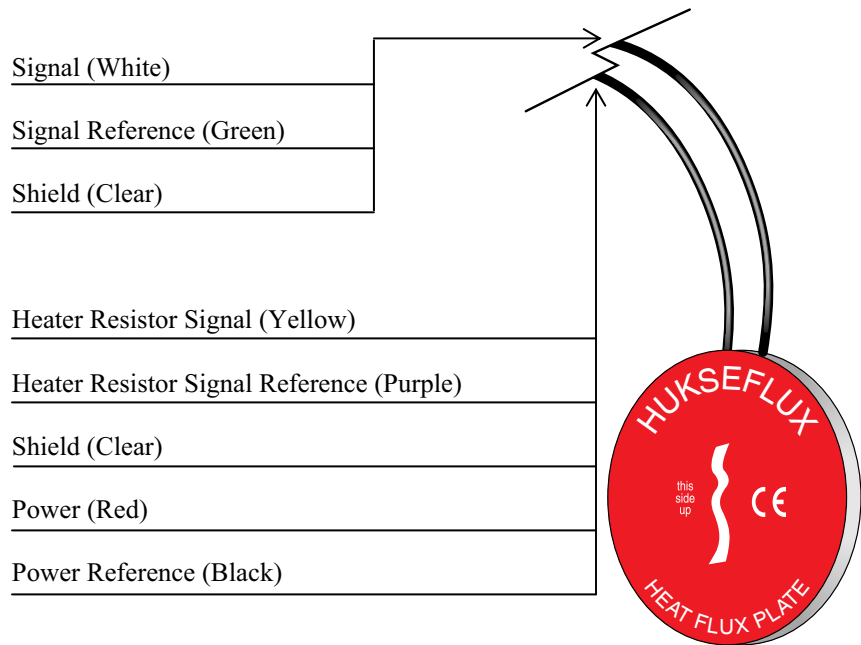 Signal (White)
Signal Reference (Green)
Shield (Clear)
Heater Resistor Signal (Yellow)
Heater Resistor Signal Reference (Purple)
Shield (Clear)
Power (Red)
Power Reference (Black)
HUKSEFLUX
this
side
up
CE
HEAT FLUX PLATE